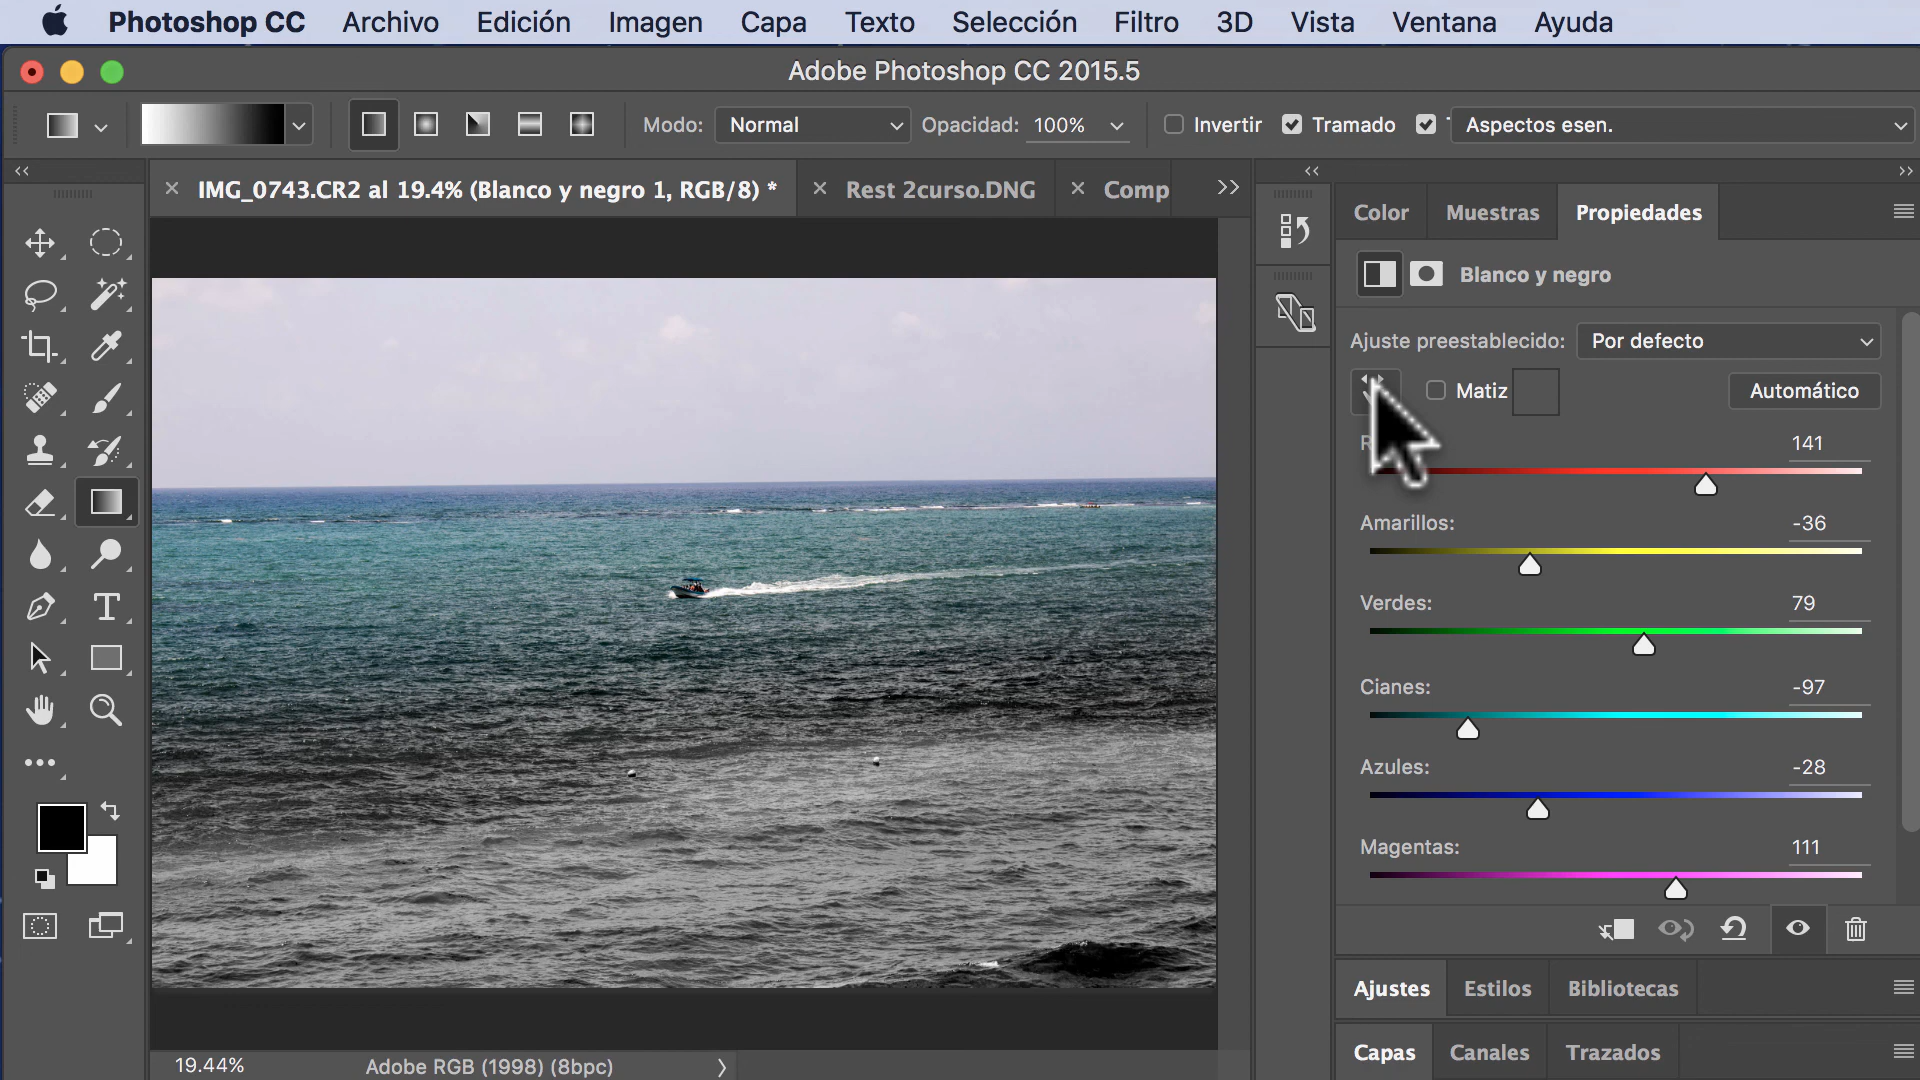 Photoshop CC Archivo Edición Imagen Capa Texto Selección Filtro 3D Vista Ventana Ayuda
Adobe Photoshop CC 2015.5
Modo: Normal Opacidad: 100% Invertir Tramado Aspectos esen.
IMG_0743.CR2 al 19.4% (Blanco y negro 1, RGB/8) * Rest 2curso.DNG Comp
Color Muestras Propiedades
Blanco y negro
Ajuste preestablecido: Por defecto
Matiz Automático
141
Amarillos: -36
Verdes: 79
Cianes: -97
Azules: -28
Magentas: 111
Ajustes Estilos Bibliotecas
Capas Canales Trazados
19.44% Adobe RGB (1998) (8bpc)